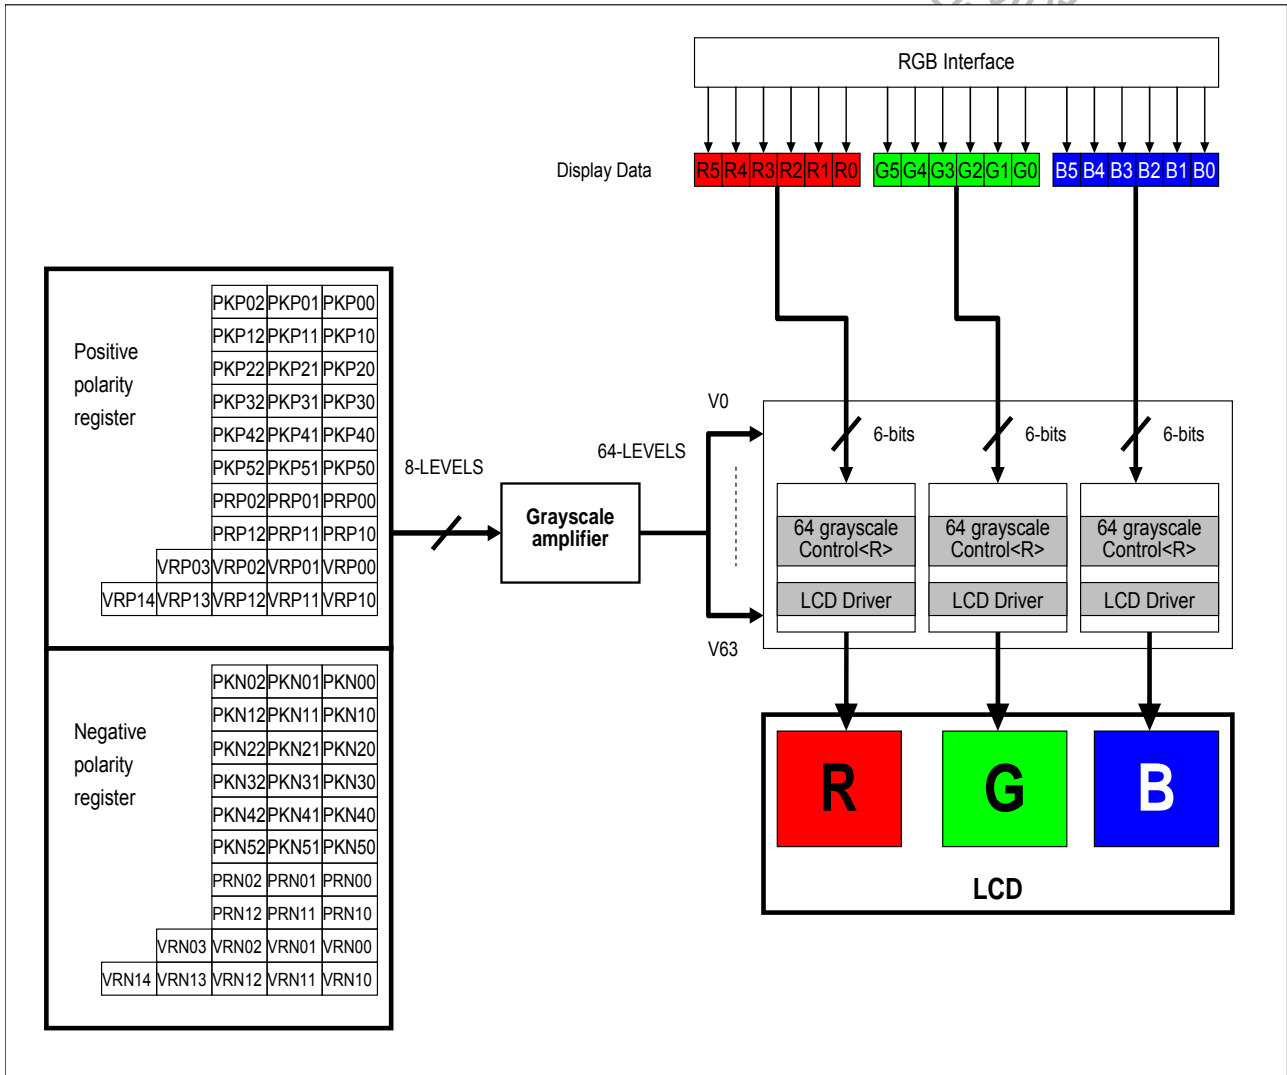 RGB Interface
Display Data
R5 R4 R3 R2 R1 R0 G5 G4 G3 G2 G1 G0 B5 B4 B3 B2 B1 B0
Positive
polarity
register
PKP02 PKP01 PKP00
PKP12 PKP11 PKP10
PKP22 PKP21 PKP20
PKP32 PKP31 PKP30
PKP42 PKP41 PKP40
PKP52 PKP51 PKP50
PRP02 PRP01 PRP00
PRP12 PRP11 PRP10
VRP03 VRP02 VRP01 VRP00
VRP14 VRP13 VRP12 VRP11 VRP10
8-LEVELS
Grayscale
amplifier
64-LEVELS
V0
V63
6-bits 6-bits 6-bits
64 grayscale
Control<R>
LCD Driver
64 grayscale
Control<R>
LCD Driver
64 grayscale
Control<R>
LCD Driver
Negative
polarity
register
PKN02 PKN01 PKN00
PKN12 PKN11 PKN10
PKN22 PKN21 PKN20
PKN32 PKN31 PKN30
PKN42 PKN41 PKN40
PKN52 PKN51 PKN50
PRN02 PRN01 PRN00
PRN12 PRN11 PRN10
VRN03 VRN02 VRN01 VRN00
VRN14 VRN13 VRN12 VRN11 VRN10
R G B
LCD